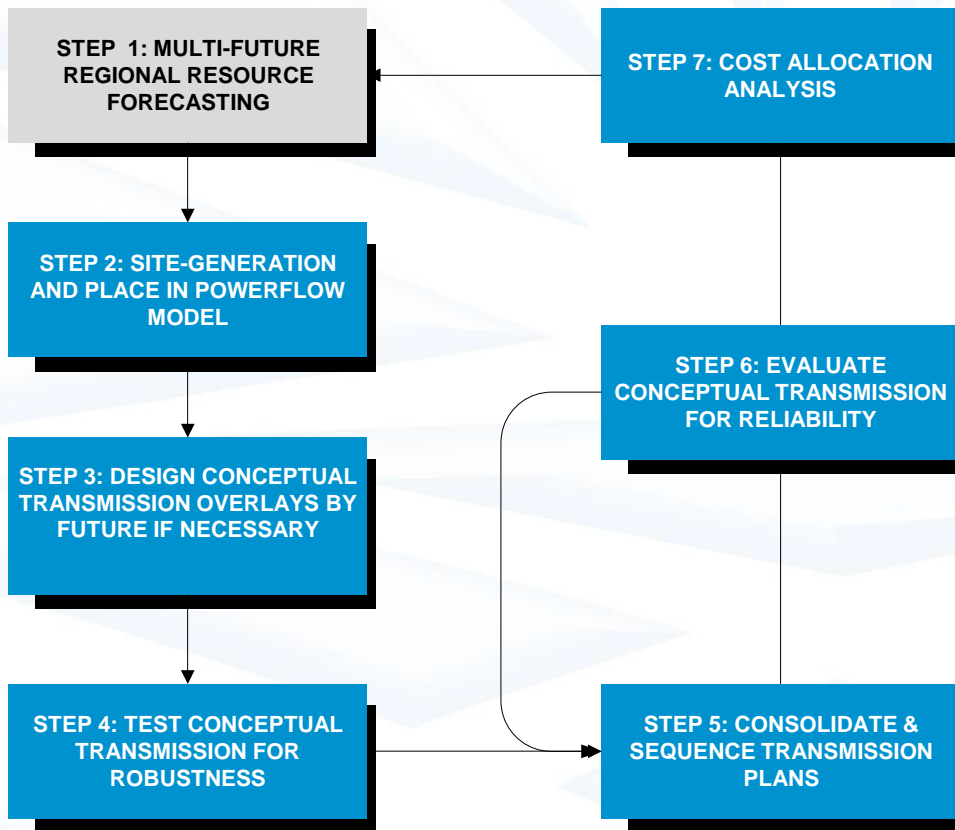 STEP 1: MULTI-FUTURE
REGIONAL RESOURCE
FORECASTING
STEP 2: SITE-GENERATION
AND PLACE IN POWERFLOW
MODEL
STEP 3: DESIGN CONCEPTUAL
TRANSMISSION OVERLAYS BY
FUTURE IF NECESSARY
STEP 4: TEST CONCEPTUAL
TRANSMISSION FOR
ROBUSTNESS
STEP 5: CONSOLIDATE &
SEQUENCE TRANSMISSION
PLANS
STEP 6: EVALUATE
CONCEPTUAL TRANSMISSION
FOR RELIABILITY
STEP 7: COST ALLOCATION
ANALYSIS